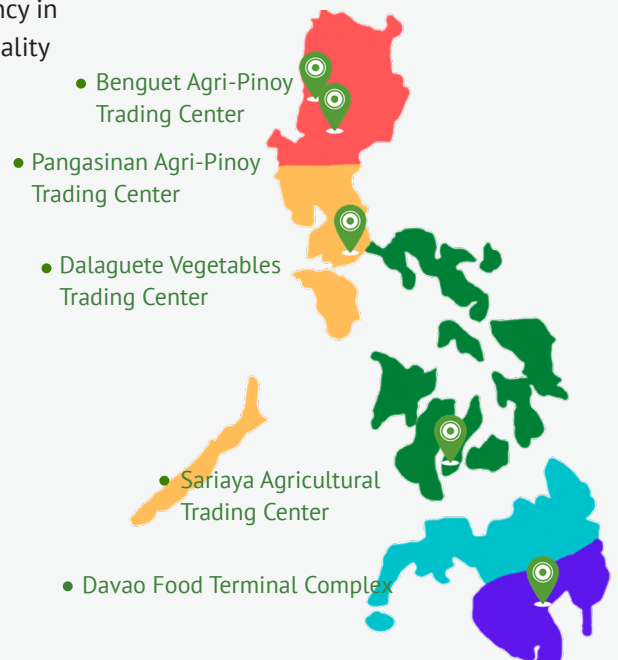 ncy in
ality
Benguet Agri-Pinoy
Trading Center
Pangasinan Agri-Pinoy
Trading Center
Dalaguete Vegetables
Trading Center
Sariaya Agricultural
Trading Center
Davao Food Terminal Complex